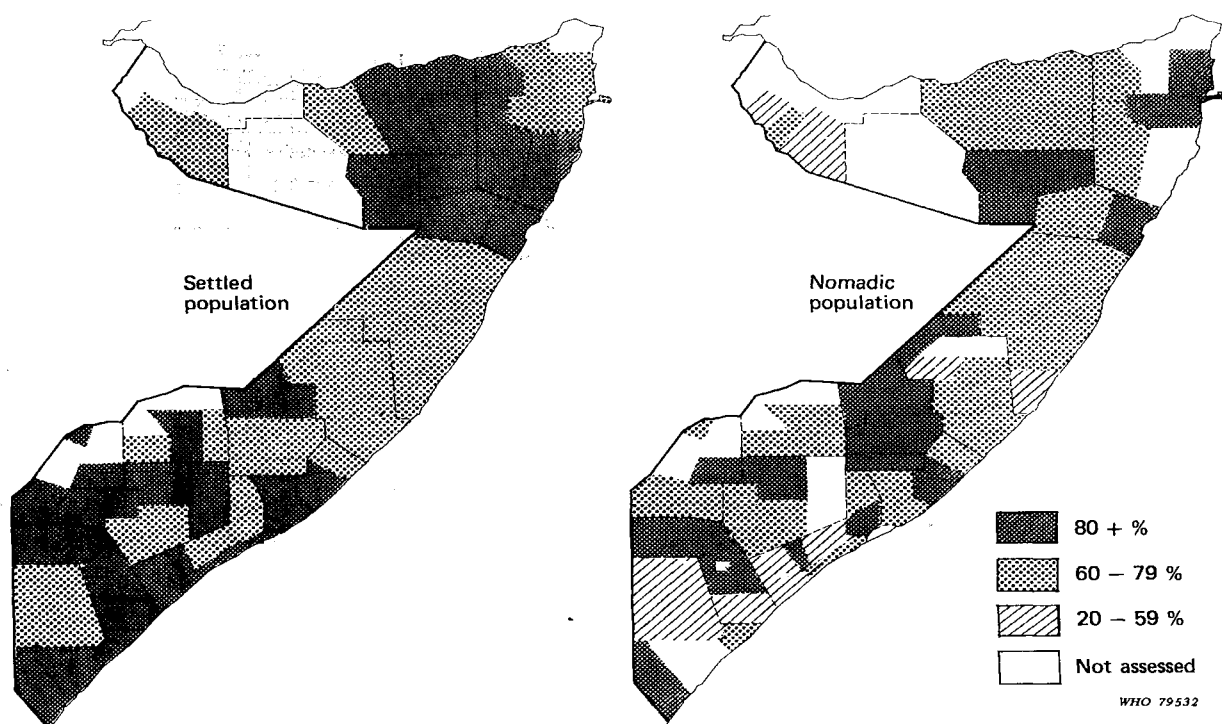 Settled
population
Nomadic
population
80 + %
60 – 79 %
20 – 59 %
Not assessed
WHO 79532